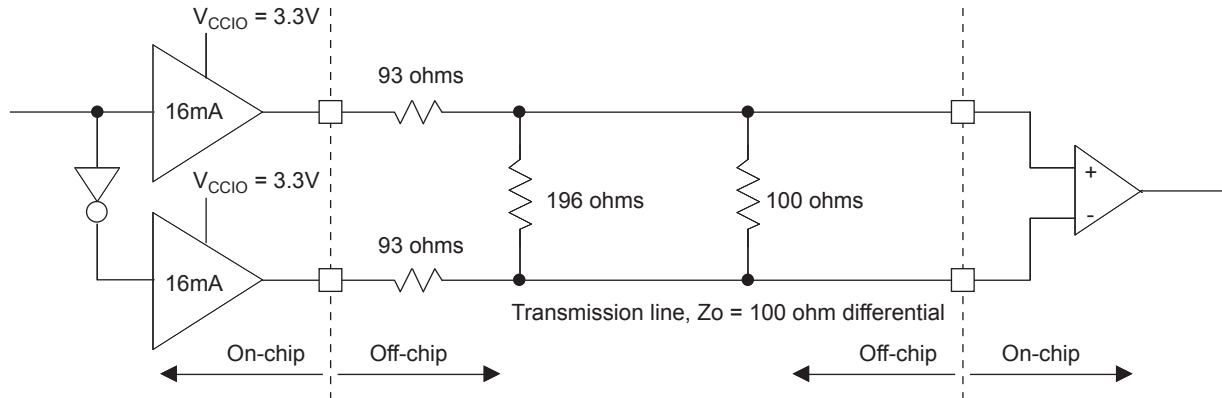 V_CCIO = 3.3V
93 ohms
16mA
V_CCIO = 3.3V
196 ohms
100 ohms
+
-
93 ohms
16mA
Transmission line, Zo = 100 ohm differential
On-chip
Off-chip
Off-chip
On-chip